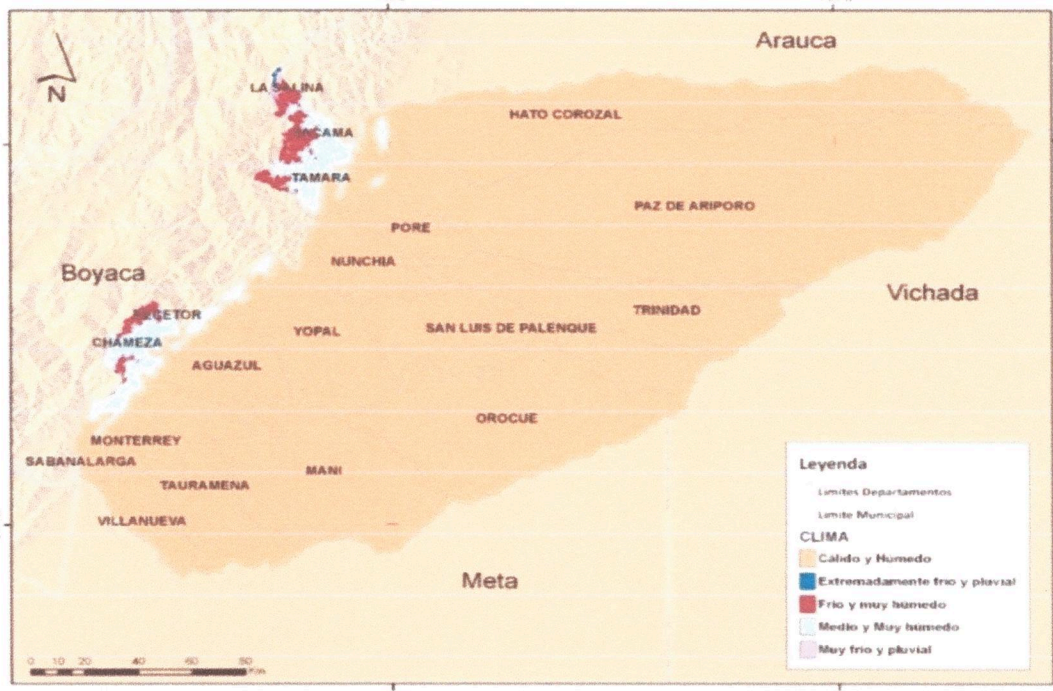 Arauca
LA SALINA
HATO COROZAL
SACAMA
TAMARA
PAZ DE ARIPORO
PORE
NUNCHIA
Boyaca
Vichada
RECETOR
TRINIDAD
YOPAL
SAN LUIS DE PALENQUE
CHAMEZA
AGUAZUL
OROCUE
MONTERREY
SABANALARGA
MANI
TAURAMENA
VILLANUEVA
Meta
N
Leyenda
Limites Departamentos
Limite Municipal
CLIMA
Cálido y Húmedo
Extremadamente frio y pluvial
Frio y muy húmedo
Medio y Muy húmedo
Muy frio y pluvial
0 10 20 40 60 80